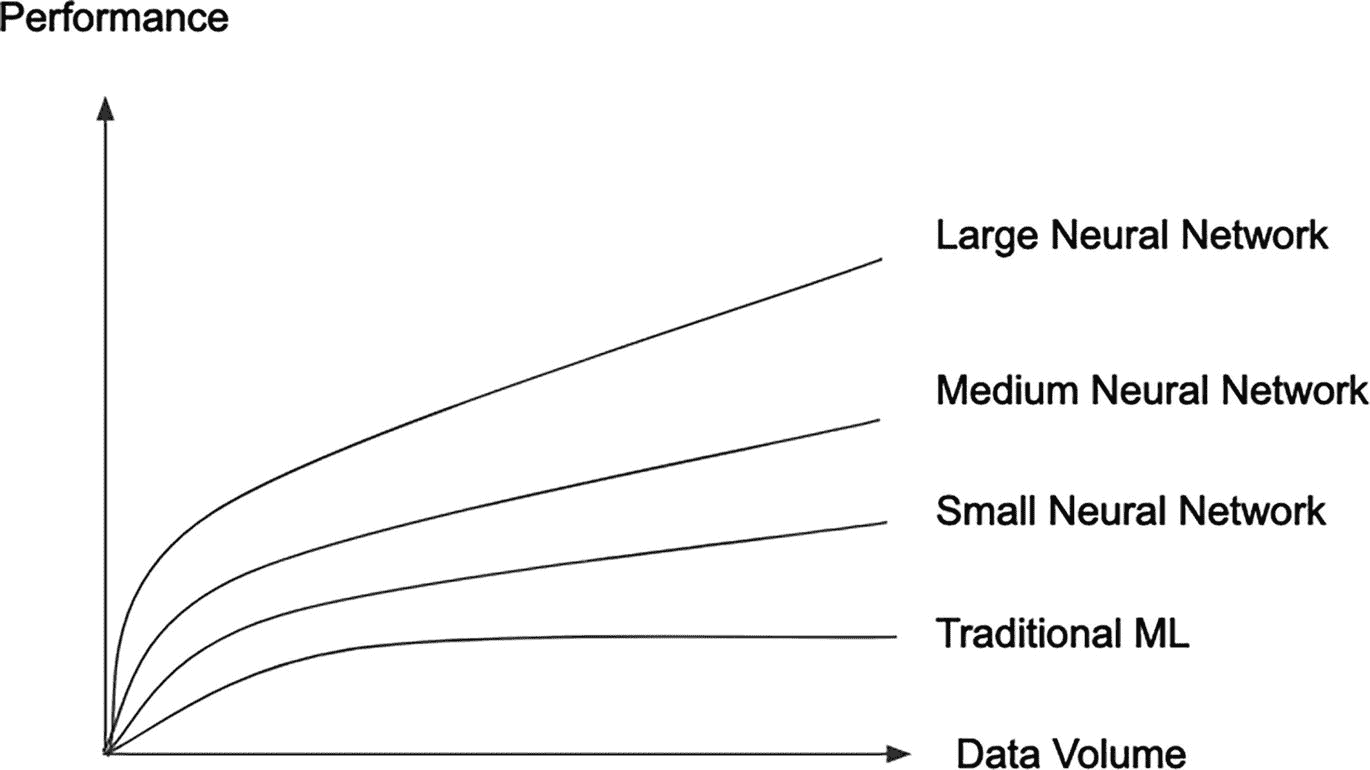 Performance
Large Neural Network
Medium Neural Network
Small Neural Network
Traditional ML
Data Volume